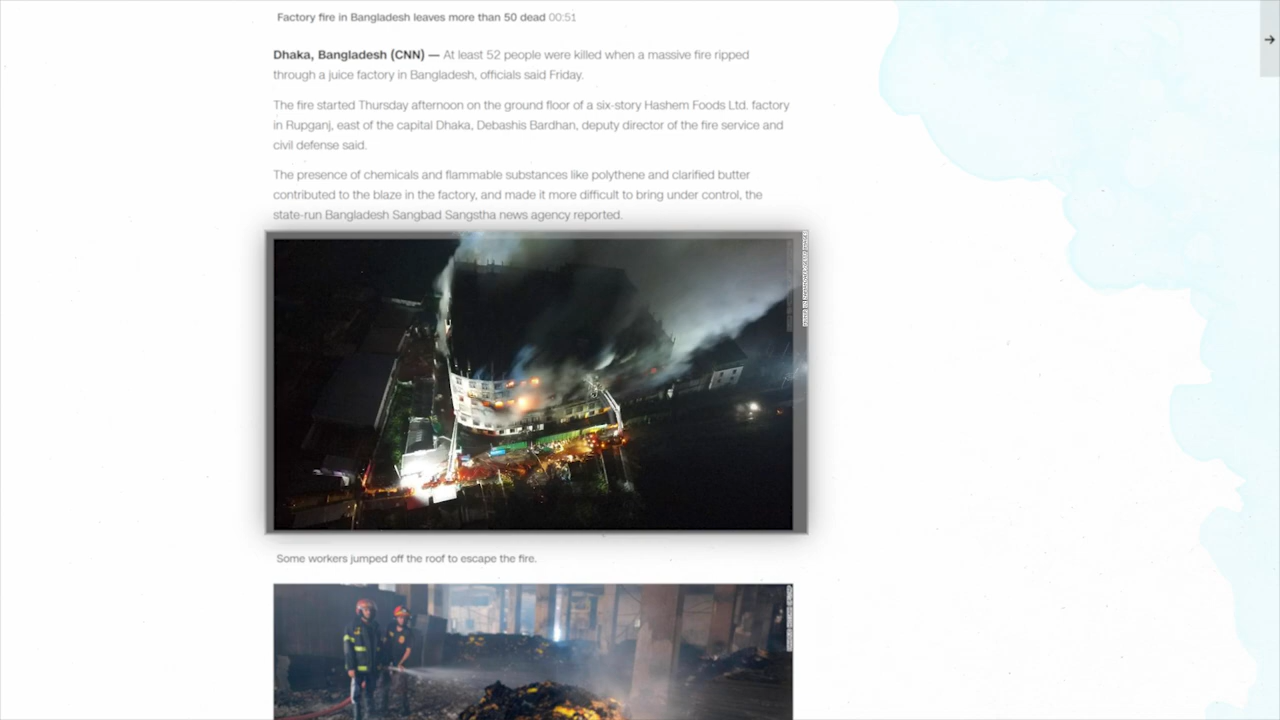 Factory fire in Bangladesh leaves more than 50 dead 00:51
Dhaka, Bangladesh (CNN) — At least 52 people were killed when a massive fire ripped
through a juice factory in Bangladesh, officials said Friday.
The fire started Thursday afternoon on the ground floor of a six-story Hashem Foods Ltd. factory
in Rupganj, east of the capital Dhaka, Debashis Bardhan, deputy director of the fire service and
civil defense said.
The presence of chemicals and flammable substances like polythene and clarified butter
contributed to the blaze in the factory, and made it more difficult to bring under control, the
state-run Bangladesh Sangbad Sangstha news agency reported.
Some workers jumped off the roof to escape the fire.